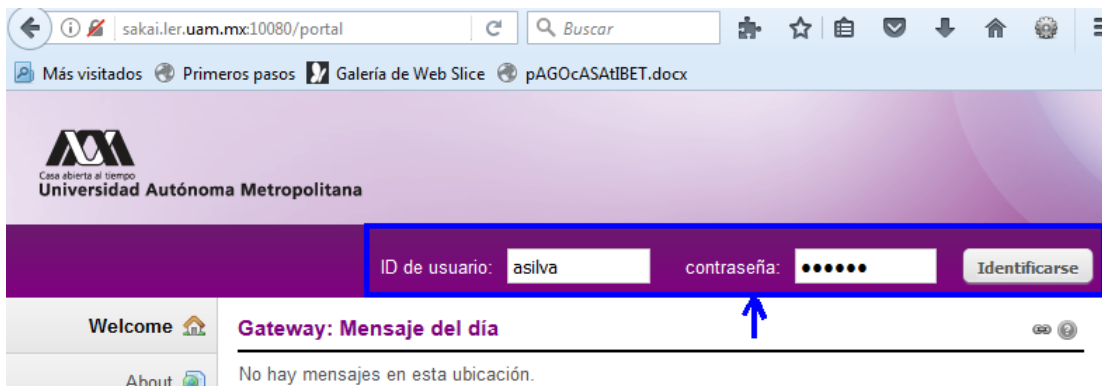 sakai.ler.uam.mx:10080/portal
Buscar
Más visitados Primeros pasos Galería de Web Slice pAGOcASAtIBET.docx
Casa abierta al tiempo
Universidad Autónoma Metropolitana
ID de usuario: asilva contraseña: ●●●●●● Identificarse
Welcome
Gateway: Mensaje del día
About
No hay mensajes en esta ubicación.